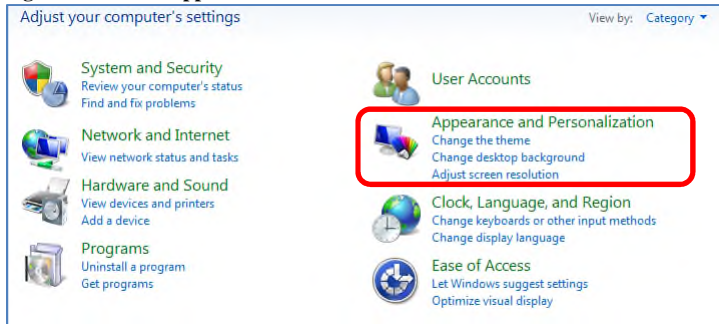 Adjust your computer's settings
View by: Category
System and Security
Review your computer's status
Find and fix problems
Network and Internet
View network status and tasks
Hardware and Sound
View devices and printers
Add a device
Programs
Uninstall a program
Get programs
User Accounts
Appearance and Personalization
Change the theme
Change desktop background
Adjust screen resolution
Clock, Language, and Region
Change keyboards or other input methods
Change display language
Ease of Access
Let Windows suggest settings
Optimize visual display